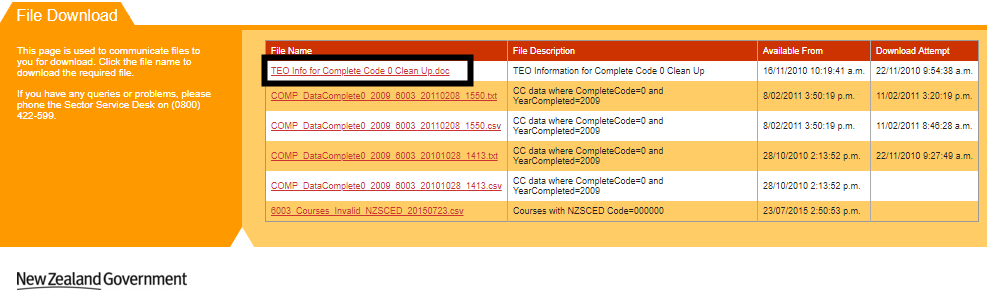 File Download
This page is used to communicate files to
you for download. Click the file name to
download the required file.
If you have any queries or problems, please
phone the Sector Service Desk on (0800)
422-599.
File Name File Description Available From Download Attempt
TEO Info for Complete Code 0 Clean Up.doc TEO Information for Complete Code 0 Clean Up 16/11/2010 10:19:41 a.m. 22/11/2010 9:54:38 a.m.
COMP_DataComplete0_2009_6003_20110208_1550.txt CC data where CompleteCode=0 and 8/02/2011 3:50:19 p.m. 11/02/2011 3:20:19 p.m.
YearCompleted=2009
COMP_DataComplete0_2009_6003_20110208_1550.csv CC data where CompleteCode=0 and 8/02/2011 3:50:19 p.m. 11/02/2011 8:46:28 a.m.
YearCompleted=2009
COMP_DataComplete0_2009_6003_20101028_1413.txt CC data where CompleteCode=0 and 28/10/2010 2:13:52 p.m. 22/11/2010 9:27:49 a.m.
YearCompleted=2009
COMP_DataComplete0_2009_6003_20101028_1413.csv CC data where CompleteCode=0 and 28/10/2010 2:13:52 p.m.
YearCompleted=2009
6003_Courses_Invalid_NZSCED_20150723.csv Courses with NZSCED Code=000000 23/07/2015 2:50:53 p.m.
New Zealand Government